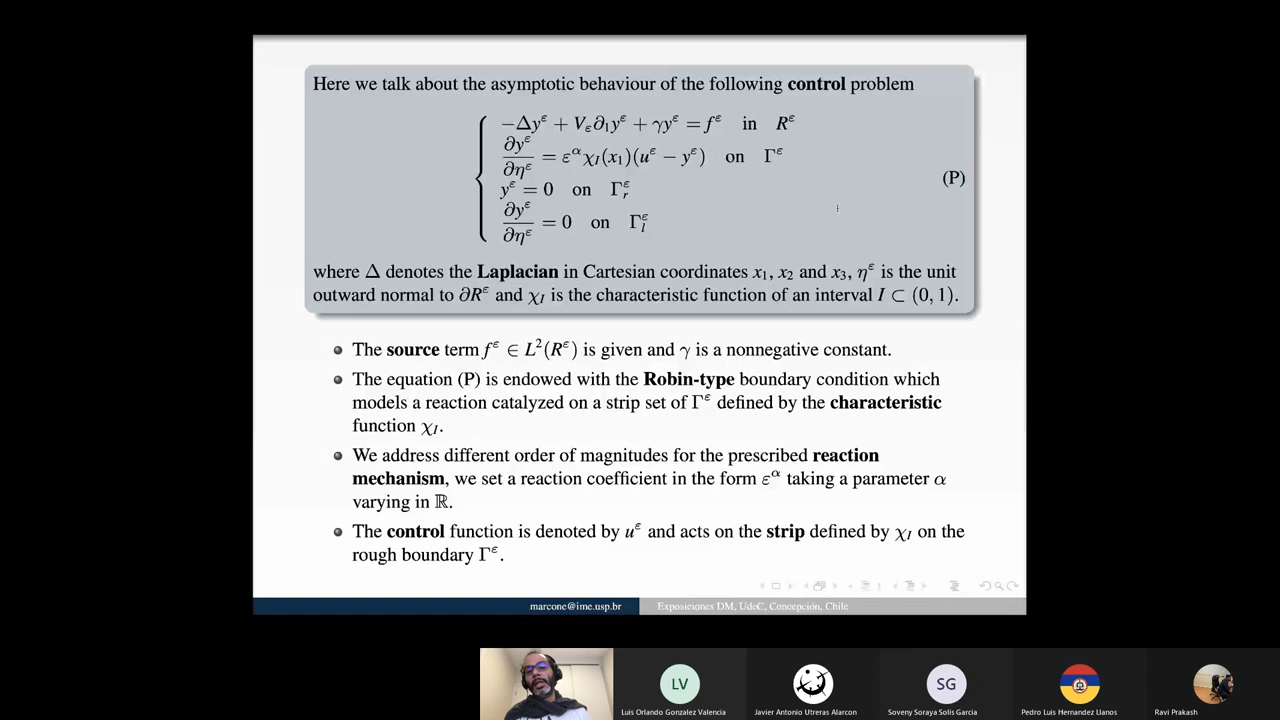 Here we talk about the asymptotic behaviour of the following control problem
−Δy^ε + V_ε ∂_1 y^ε + γy^ε = f^ε in R^ε
∂y^ε/∂η^ε = ε^α χ_I(x_1)(u^ε − y^ε) on Γ^ε
(P)
y^ε = 0 on Γ_r^ε
∂y^ε/∂η^ε = 0 on Γ_l^ε
where Δ denotes the Laplacian in Cartesian coordinates x_1, x_2 and x_3, η^ε is the unit
outward normal to ∂R^ε and χ_I is the characteristic function of an interval I ⊂ (0, 1).
The source term f^ε ∈ L^2(R^ε) is given and γ is a nonnegative constant.
The equation (P) is endowed with the Robin-type boundary condition which
models a reaction catalyzed on a strip set of Γ^ε defined by the characteristic
function χ_I.
We address different order of magnitudes for the prescribed reaction
mechanism, we set a reaction coefficient in the form ε^α taking a parameter α
varying in ℝ.
The control function is denoted by u^ε and acts on the strip defined by χ_I on the
rough boundary Γ^ε.
marcone@ime.usp.br Exposiciones DM, UdeC, Concepción, Chile
LV
SG
Luis Orlando Gonzalez Valencia
Javier Antonio Utreras Alarcon
Soveny Soraya Solis Garcia
Pedro Luis Hernandez Llanos
Ravi Prakash